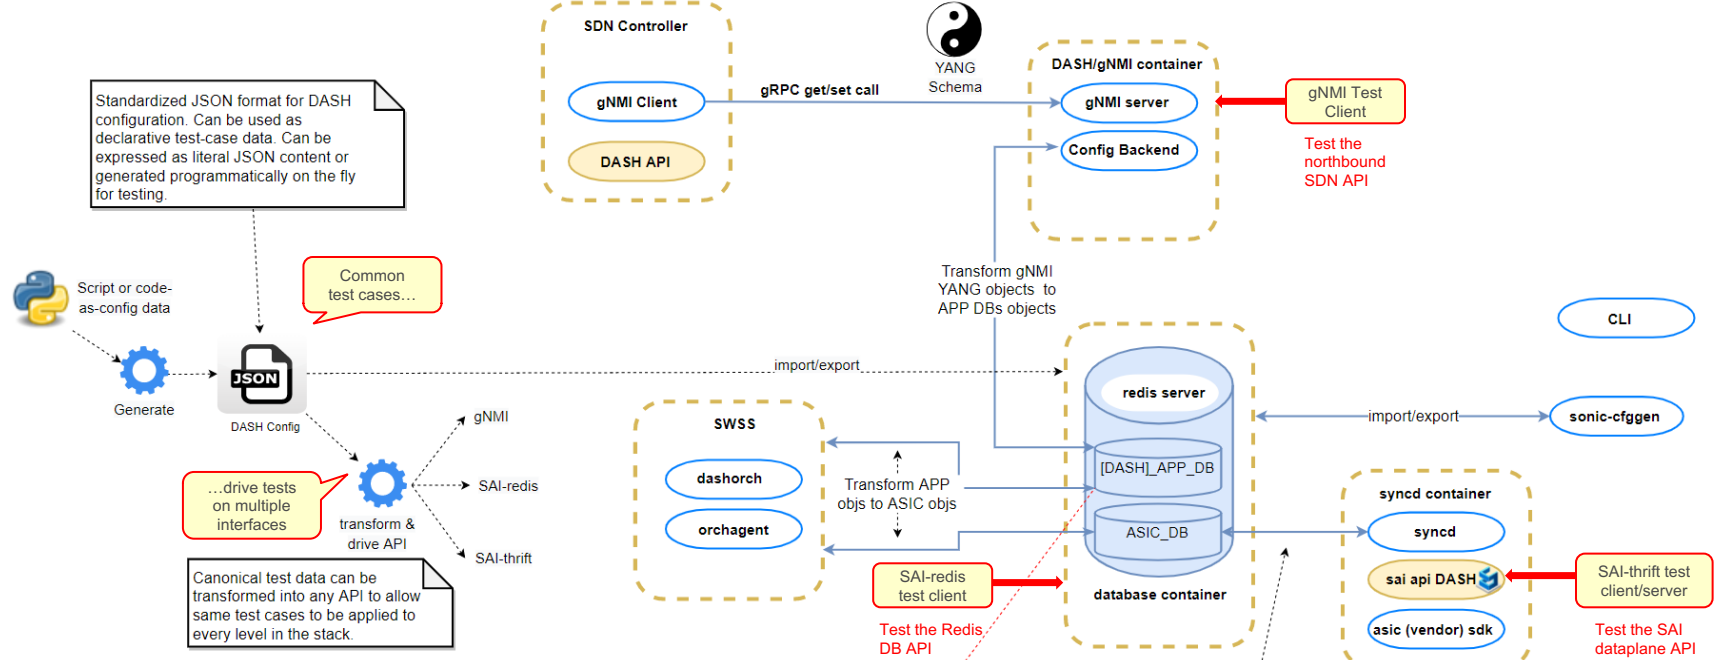 SDN Controller
gNMI Client
DASH API
gRPC get/set call
YANG
Schema
DASH/gNMI container
gNMI server
Config Backend
gNMI Test
Client
Test the
northbound
SDN API
Standardized JSON format for DASH
configuration. Can be used as
declarative test-case data. Can be
expressed as literal JSON content or
generated programmatically on the fly
for testing.
Script or code-
as-config data
Generate
Common
test cases...
JSON
DASH Config
import/export
Transform gNMI
YANG objects to
APP DBs objects
gNMI
SAI-redis
SAI-thrift
...drive tests
on multiple
interfaces
transform &
drive API
Canonical test data can be
transformed into any API to allow
same test cases to be applied to
every level in the stack.
SWSS
dashorch
orchagent
Transform APP
objs to ASIC objs
redis server
[DASH]_APP_DB
ASIC_DB
database container
SAI-redis
test client
Test the Redis
DB API
CLI
import/export
sonic-cfggen
syncd container
syncd
sai api DASH
asic (vendor) sdk
SAI-thrift test
client/server
Test the SAI
dataplane API